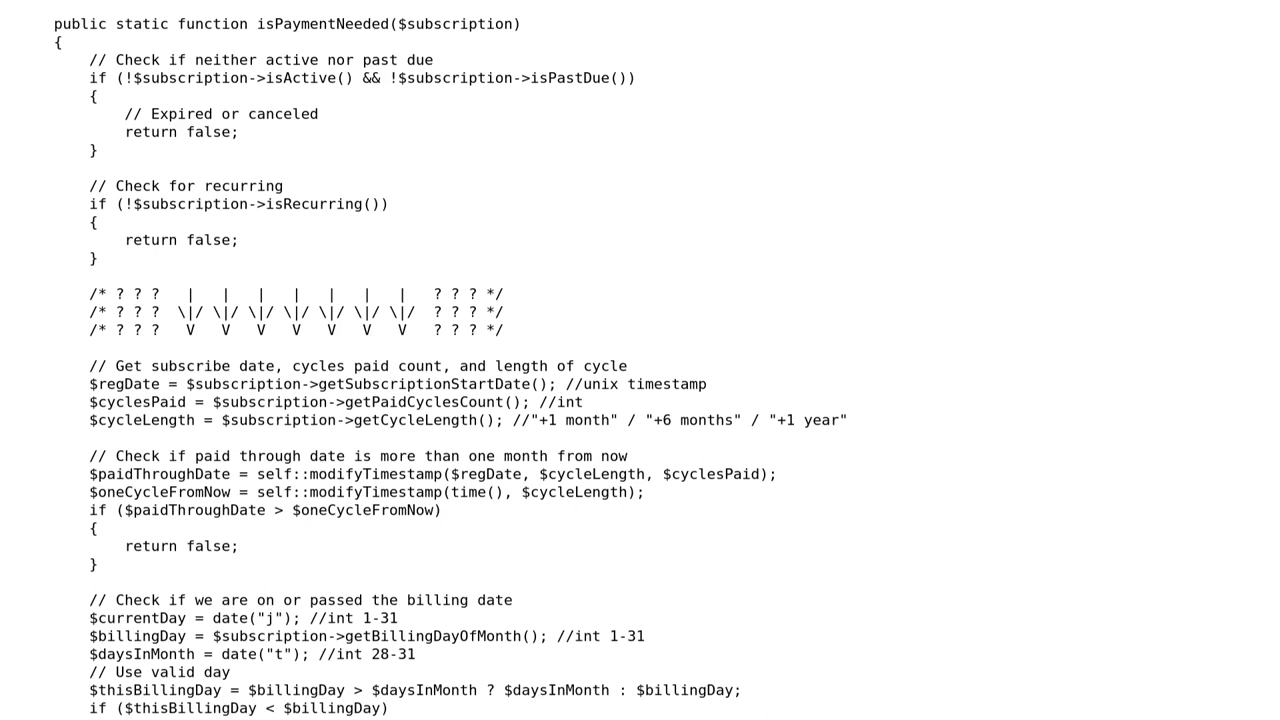 public static function isPaymentNeeded($subscription)
{
    // Check if neither active nor past due
    if (!$subscription->isActive() && !$subscription->isPastDue())
    {
        // Expired or canceled
        return false;
    }

    // Check for recurring
    if (!$subscription->isRecurring())
    {
        return false;
    }

    /* ? ? ?   |   |   |   |   |   |   |   ? ? ? */
    /* ? ? ?  \|/ \|/ \|/ \|/ \|/ \|/ \|/  ? ? ? */
    /* ? ? ?   V   V   V   V   V   V   V   ? ? ? */

    // Get subscribe date, cycles paid count, and length of cycle
    $regDate = $subscription->getSubscriptionStartDate(); //unix timestamp
    $cyclesPaid = $subscription->getPaidCyclesCount(); //int
    $cycleLength = $subscription->getCycleLength(); //"+1 month" / "+6 months" / "+1 year"

    // Check if paid through date is more than one month from now
    $paidThroughDate = self::modifyTimestamp($regDate, $cycleLength, $cyclesPaid);
    $oneCycleFromNow = self::modifyTimestamp(time(), $cycleLength);
    if ($paidThroughDate > $oneCycleFromNow)
    {
        return false;
    }

    // Check if we are on or passed the billing date
    $currentDay = date("j"); //int 1-31
    $billingDay = $subscription->getBillingDayOfMonth(); //int 1-31
    $daysInMonth = date("t"); //int 28-31
    // Use valid day
    $thisBillingDay = $billingDay > $daysInMonth ? $daysInMonth : $billingDay;
    if ($thisBillingDay < $billingDay)